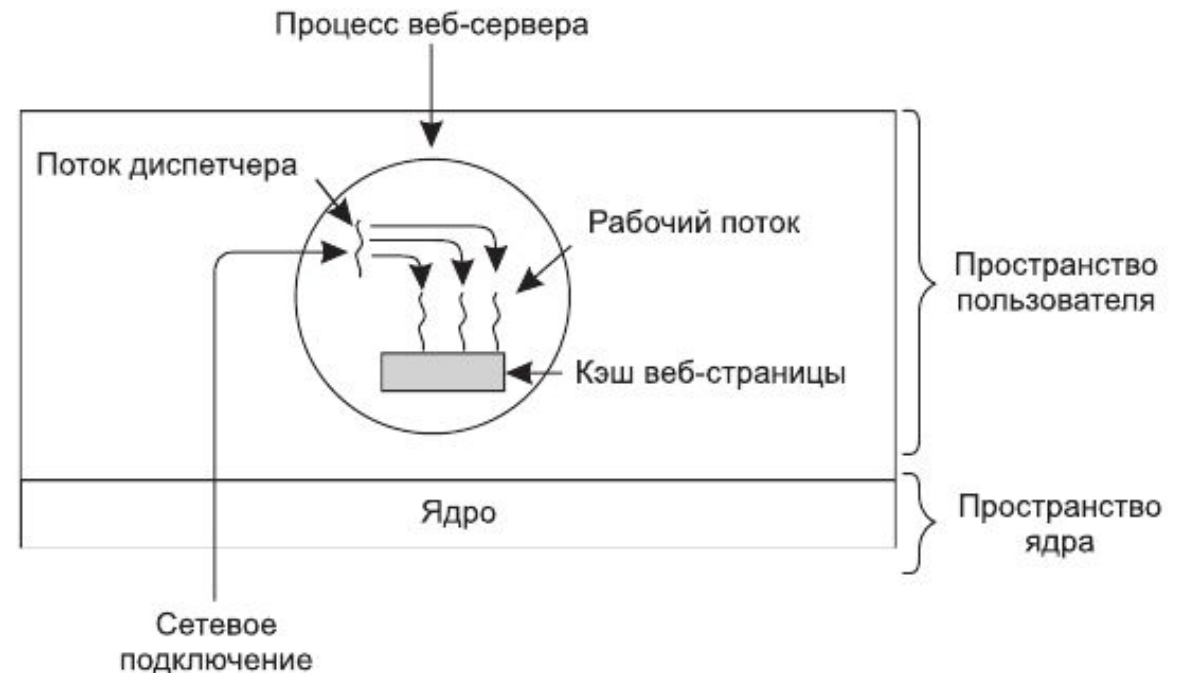 Процесс веб-сервера
Поток диспетчера
Рабочий поток
Пространство
пользователя
Кэш веб-страницы
Ядро
Пространство
ядра
Сетевое
подключение